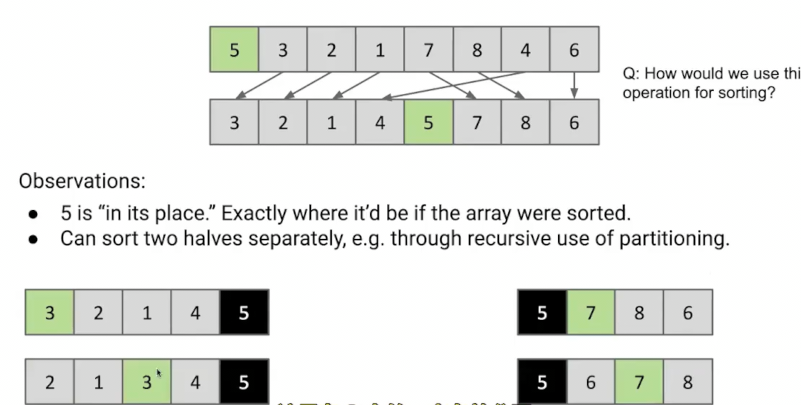 5 3 2 1 7 8 4 6
Q: How would we use thi
operation for sorting?
3 2 1 4 5 7 8 6
Observations:
● 5 is “in its place.” Exactly where it’d be if the array were sorted.
● Can sort two halves separately, e.g. through recursive use of partitioning.
3 2 1 4 5 5 7 8 6
2 1 3 4 5 5 6 7 8